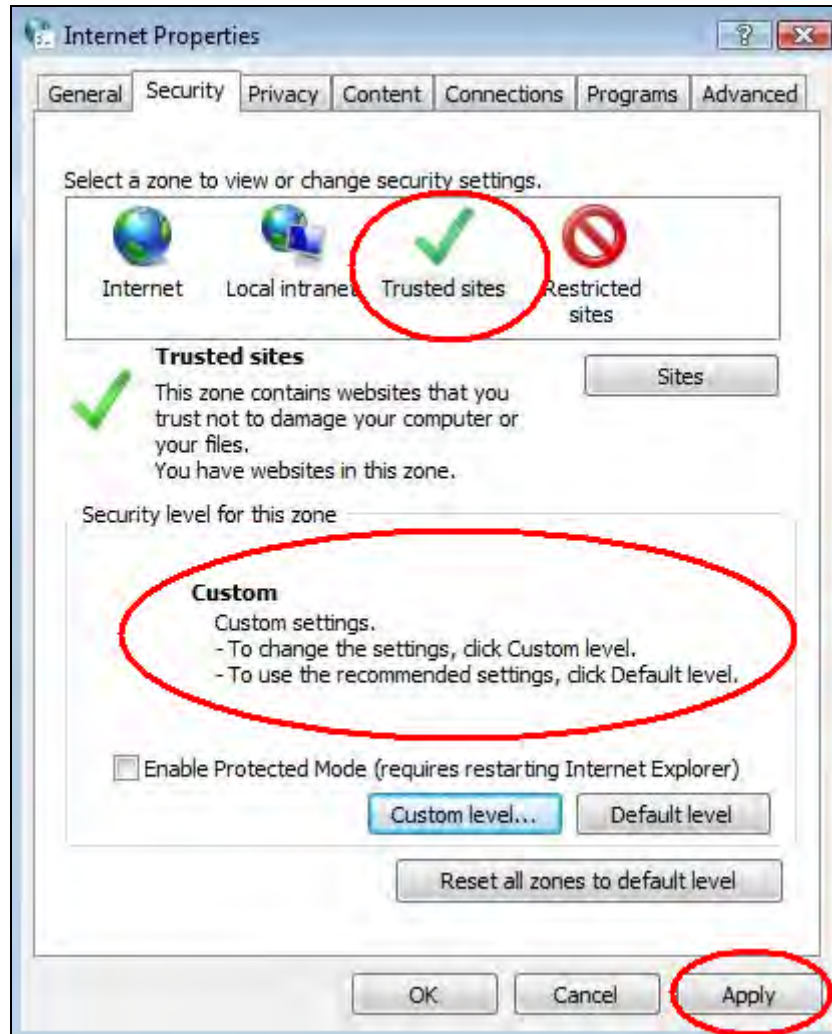 Internet Properties
General Security Privacy Content Connections Programs Advanced
Select a zone to view or change security settings.
Internet Local intranet Trusted sites Restricted sites
Trusted sites
Sites
This zone contains websites that you
trust not to damage your computer or
your files.
You have websites in this zone.
Security level for this zone
Custom
Custom settings.
- To change the settings, click Custom level.
- To use the recommended settings, click Default level.
Enable Protected Mode (requires restarting Internet Explorer)
Custom level... Default level
Reset all zones to default level
OK Cancel Apply